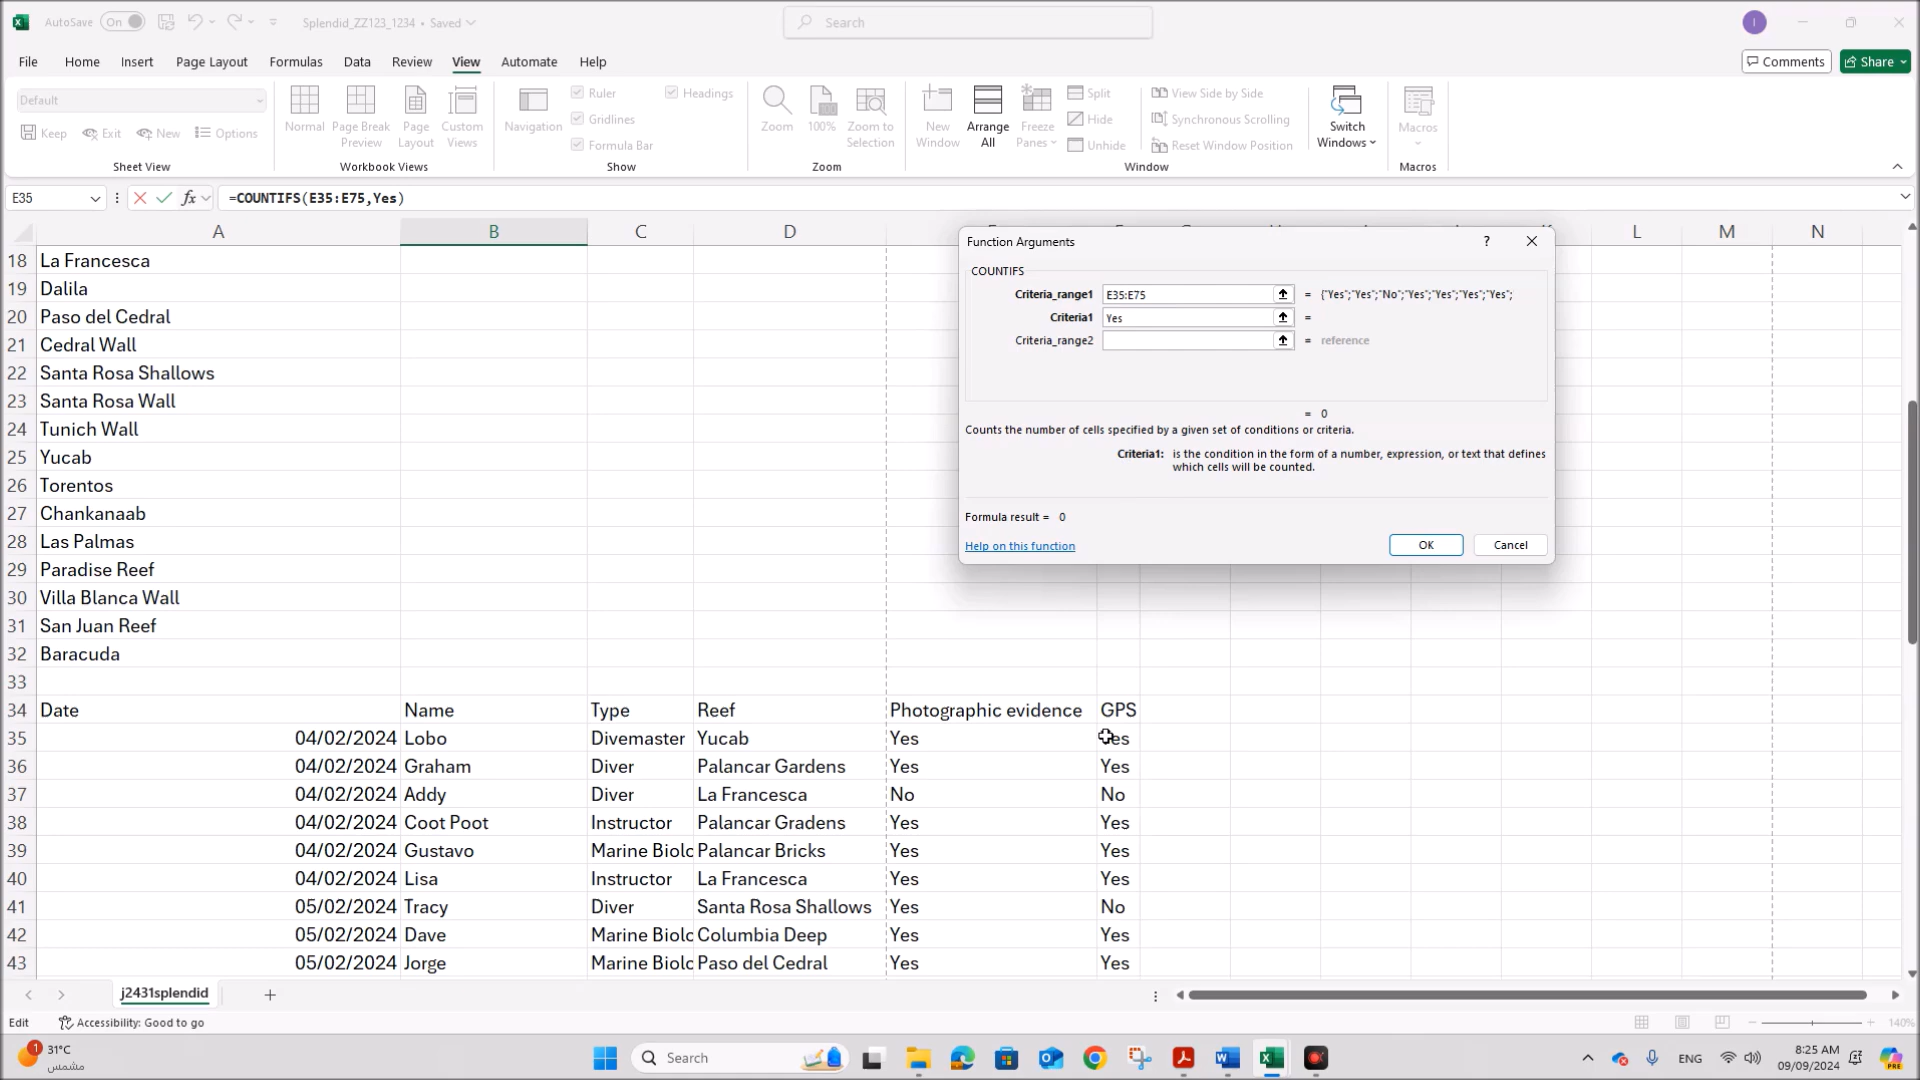 AutoSave On Splendid_ZZ123_1234 • Saved Search I
File Home Insert Page Layout Formulas Data Review View Automate Help Comments Share
Default
Keep Exit New Options
Sheet View
Normal Page Break Preview Page Layout Custom Views
Workbook Views
Navigation Ruler Headings
Gridlines
Formula Bar
Show
Zoom 100% Zoom to Selection
Zoom
New Window Arrange All Freeze Panes
Split
Hide
Unhide
View Side by Side
Synchronous Scrolling
Reset Window Position
Switch Windows
Window
Macros
Macros
E35 fx =COUNTIFS(E35:E75,Yes)
A B C D L M N
18 La Francesca
19 Dalila
20 Paso del Cedral
21 Cedral Wall
22 Santa Rosa Shallows
23 Santa Rosa Wall
24 Tunich Wall
25 Yucab
26 Torentos
27 Chankanaab
28 Las Palmas
29 Paradise Reef
30 Villa Blanca Wall
31 San Juan Reef
32 Baracuda
33
34 Date Name Type Reef Photographic evidence GPS
35 04/02/2024 Lobo Divemaster Yucab Yes Yes
36 04/02/2024 Graham Diver Palancar Gardens Yes Yes
37 04/02/2024 Addy Diver La Francesca No No
38 04/02/2024 Coot Poot Instructor Palancar Gradens Yes Yes
39 04/02/2024 Gustavo Marine Biolo Palancar Bricks Yes Yes
40 04/02/2024 Lisa Instructor La Francesca Yes Yes
41 05/02/2024 Tracy Diver Santa Rosa Shallows Yes No
42 05/02/2024 Dave Marine Biolo Columbia Deep Yes Yes
43 05/02/2024 Jorge Marine Biolo Paso del Cedral Yes Yes
Function Arguments ?
COUNTIFS
Criteria_range1 E35:E75 = {"Yes";"Yes";"No";"Yes";"Yes";"Yes";"Yes";
Criteria1 Yes =
Criteria_range2 = reference
= 0
Counts the number of cells specified by a given set of conditions or criteria.
Criteria1: is the condition in the form of a number, expression, or text that defines
which cells will be counted.
Formula result = 0
Help on this function OK Cancel
j2431splendid
Edit Accessibility: Good to go 140%
1 31°C
مشمس
Search
ENG
8:25 AM
09/09/2024
PRE